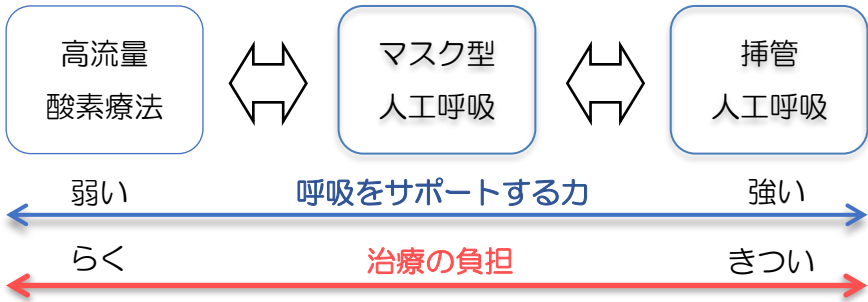 高流量
酸素療法
マスク型
人工呼吸
挿管
人工呼吸
弱い 呼吸をサポートする力 強い
らく 治療の負担 きつい